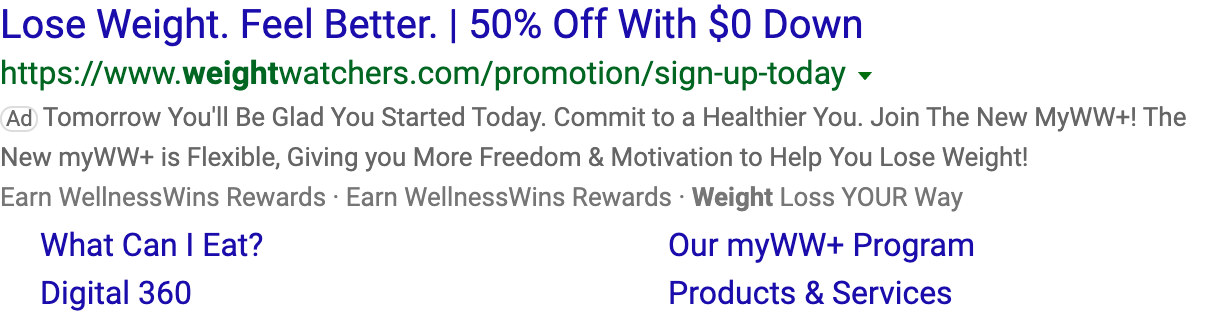 Lose Weight. Feel Better. | 50% Off With $0 Down
https://www.weightwatchers.com/promotion/sign-up-today
Ad Tomorrow You'll Be Glad You Started Today. Commit to a Healthier You. Join The New MyWW+! The
New myWW+ is Flexible, Giving you More Freedom & Motivation to Help You Lose Weight!
Earn WellnessWins Rewards · Earn WellnessWins Rewards · Weight Loss YOUR Way
What Can I Eat? Our myWW+ Program
Digital 360 Products & Services